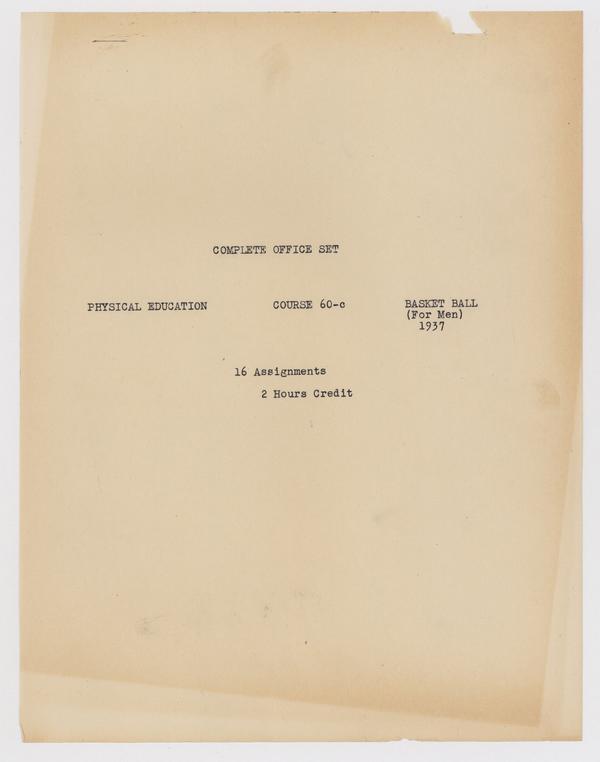 COMPLETE OFFICE SET
PHYSICAL EDUCATION COURSE 60-c BASKET BALL
(For Men)
1937
16 Assignments
2 Hours Credit